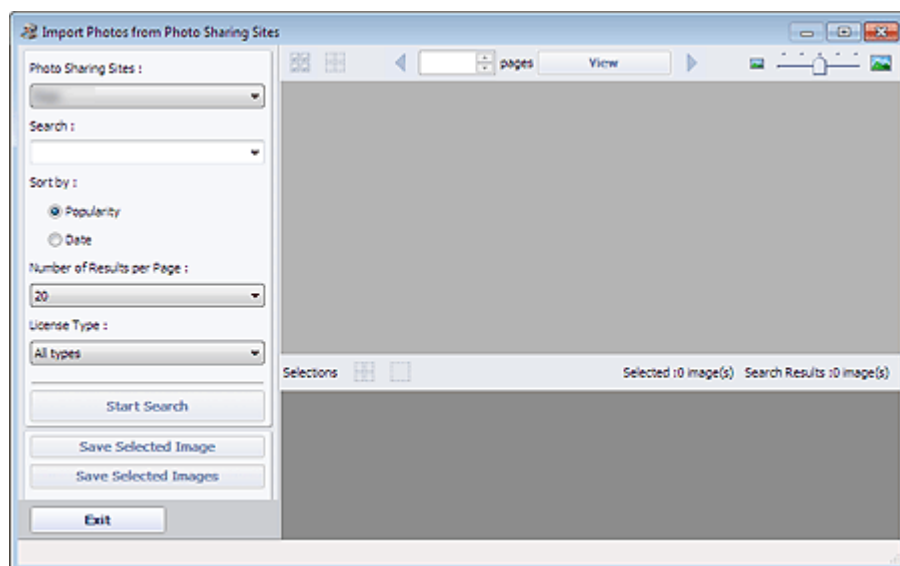 Import Photos from Photo Sharing Sites
Photo Sharing Sites :
Search :
Sort by :
Popularity
Date
Number of Results per Page :
20
License Type :
All types
Start Search
Save Selected Image
Save Selected Images
Exit
pages View
Selections Selected :0 image(s) Search Results :0 image(s)